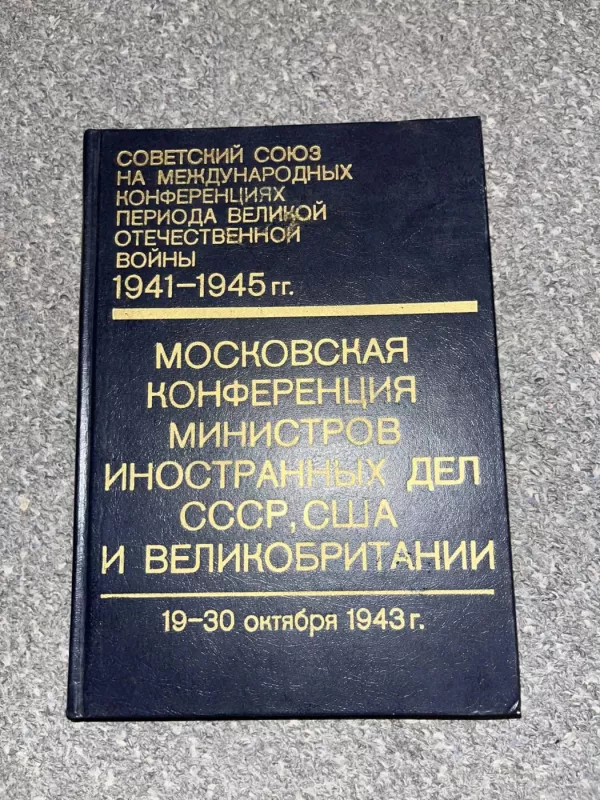 СОВЕТСКИЙ СОЮЗ
НА МЕЖДУНАРОДНЫХ
КОНФЕРЕНЦИЯХ
ПЕРИОДА ВЕЛИКОЙ
ОТЕЧЕСТВЕННОЙ
ВОЙНЫ
1941–1945 гг.
МОСКОВСКАЯ
КОНФЕРЕНЦИЯ
МИНИСТРОВ
ИНОСТРАННЫХ ДЕЛ
СССР, США
И ВЕЛИКОБРИТАНИИ
19–30 октября 1943 г.